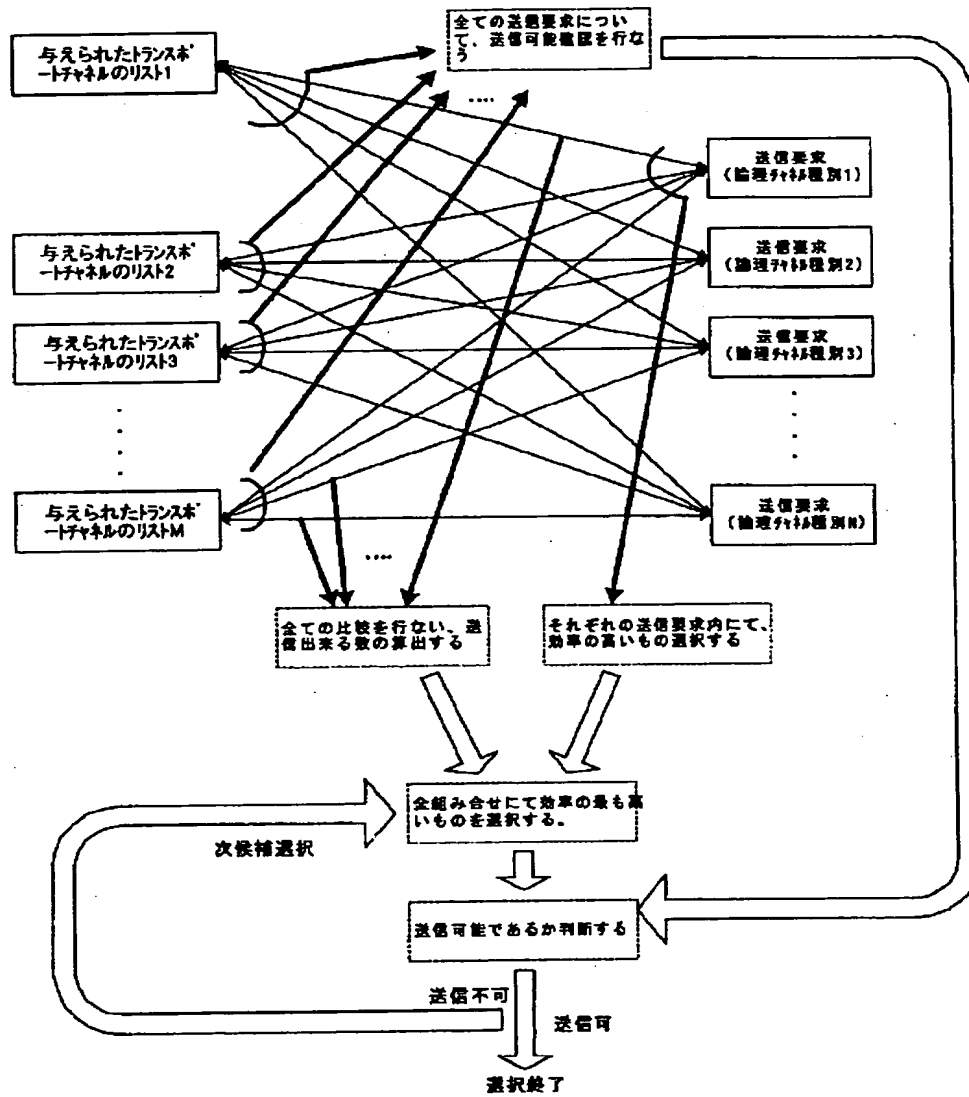 全ての送信要求につい
て、送信可能確認を行な
う
与えられたトランスポ
ートチャネルのリスト1
....
送信要求
(論理チャネル種別1)
与えられたトランスポ
ートチャネルのリスト2
送信要求
(論理チャネル種別2)
与えられたトランスポ
ートチャネルのリスト3
送信要求
(論理チャネル種別3)
与えられたトランスポ
ートチャネルのリストM
送信要求
(論理チャネル種別N)
....
全ての比較を行ない、送
信出来る数の算出する
それぞれの送信要求内にて、
効率の高いもの選択する
全組み合せにて効率の最も高
いものを選択する。
次候補選択
送信可能であるか判断する
送信不可
送信可
選択終了